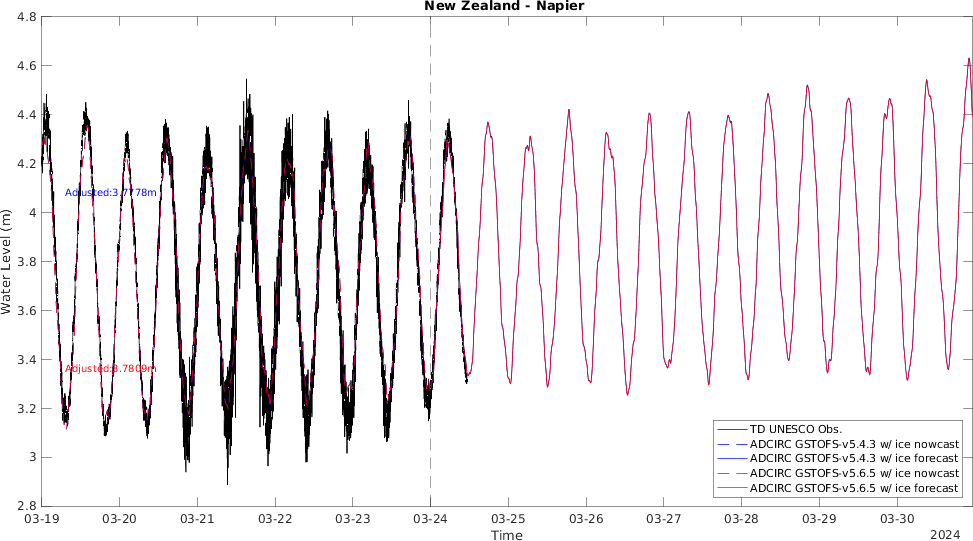 New Zealand - Napier
4.8
4.6
4.4
4.2
4
3.8
3.6
3.4
3.2
3
2.8
Water Level (m)
Adjusted:3.7778m
Adjusted:3.7809m
TD UNESCO Obs.
ADCIRC GSTOFS-v5.4.3 w/ ice nowcast
ADCIRC GSTOFS-v5.4.3 w/ ice forecast
ADCIRC GSTOFS-v5.6.5 w/ ice nowcast
ADCIRC GSTOFS-v5.6.5 w/ ice forecast
03-19 03-20 03-21 03-22 03-23 03-24 03-25 03-26 03-27 03-28 03-29 03-30
Time
2024